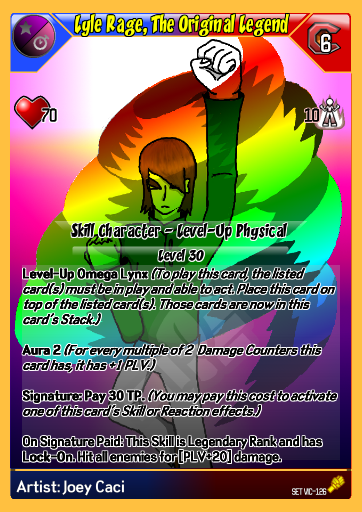 Lyle Rage, The Original Legend
6
70
10
Skill Character - Level-Up Physical
Level 30
Level-Up Omega Lynx (To play this card, the listed
card(s) must be in play and able to act. Place this card on
top of the listed card(s). Those cards are now in this
card's Stack.)
Aura 2 (For every multiple of 2 Damage Counters this
card has, it has +1 PLV.)
Signature: Pay 30 TP. (You may pay this cost to activate
one of this card's Skill or Reaction effects.)
On Signature Paid: This Skill is Legendary Rank and has
Lock-On. Hit all enemies for [PLV+20] damage.
Artist: Joey Caci
SET VIC-126